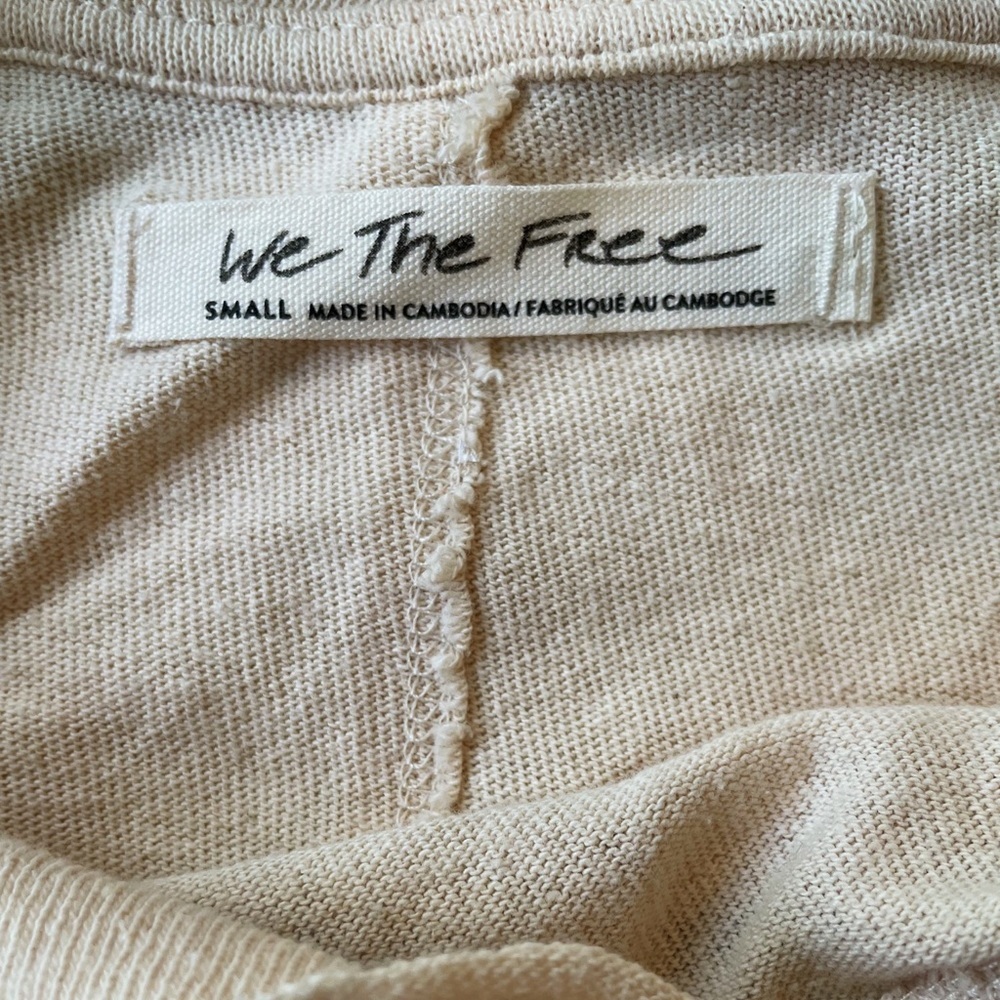 We The Free
SMALL MADE IN CAMBODIA / FABRIQUÉ AU CAMBODGE